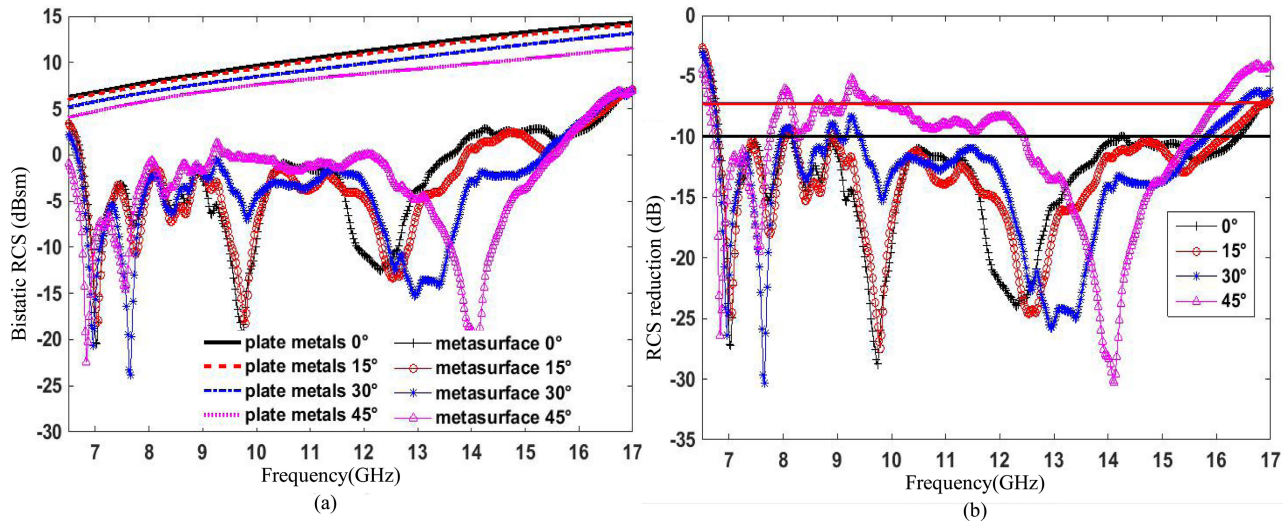 15
10
5
0
-5
-10
-15
-20
-25
-30
Bistatic RCS (dBsm)
plate metals 0°
plate metals 15°
plate metals 30°
plate metals 45°
metasurface 0°
metasurface 15°
metasurface 30°
metasurface 45°
7 8 9 10 11 12 13 14 15 16 17
Frequency(GHz)
(a)
0
-5
-10
-15
-20
-25
-30
-35
RCS reduction (dB)
0°
15°
30°
45°
7 8 9 10 11 12 13 14 15 16 17
Frequency(GHz)
(b)